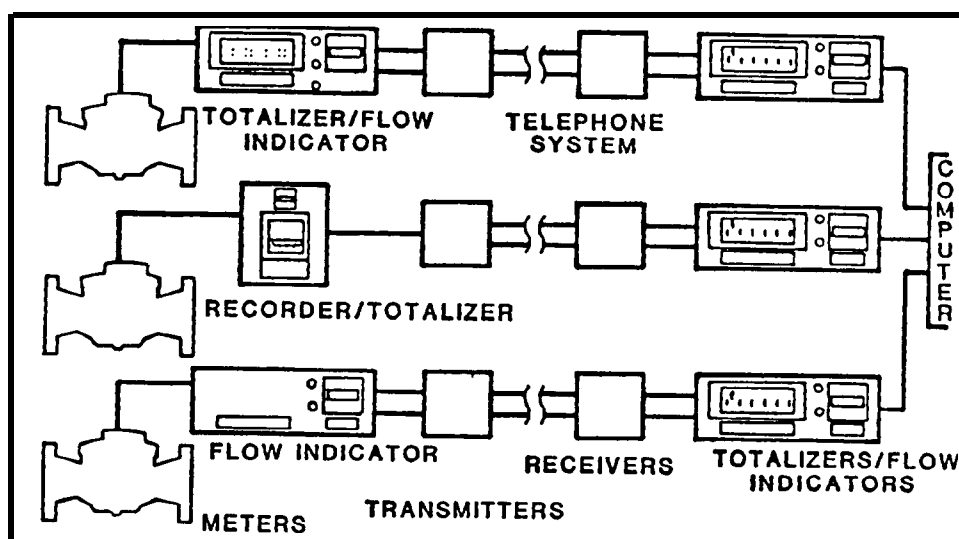 TOTALIZER/FLOW
INDICATOR
TELEPHONE
SYSTEM
COMPUTER
RECORDER/TOTALIZER
FLOW INDICATOR
RECEIVERS
TOTALIZERS/FLOW
INDICATORS
METERS
TRANSMITTERS